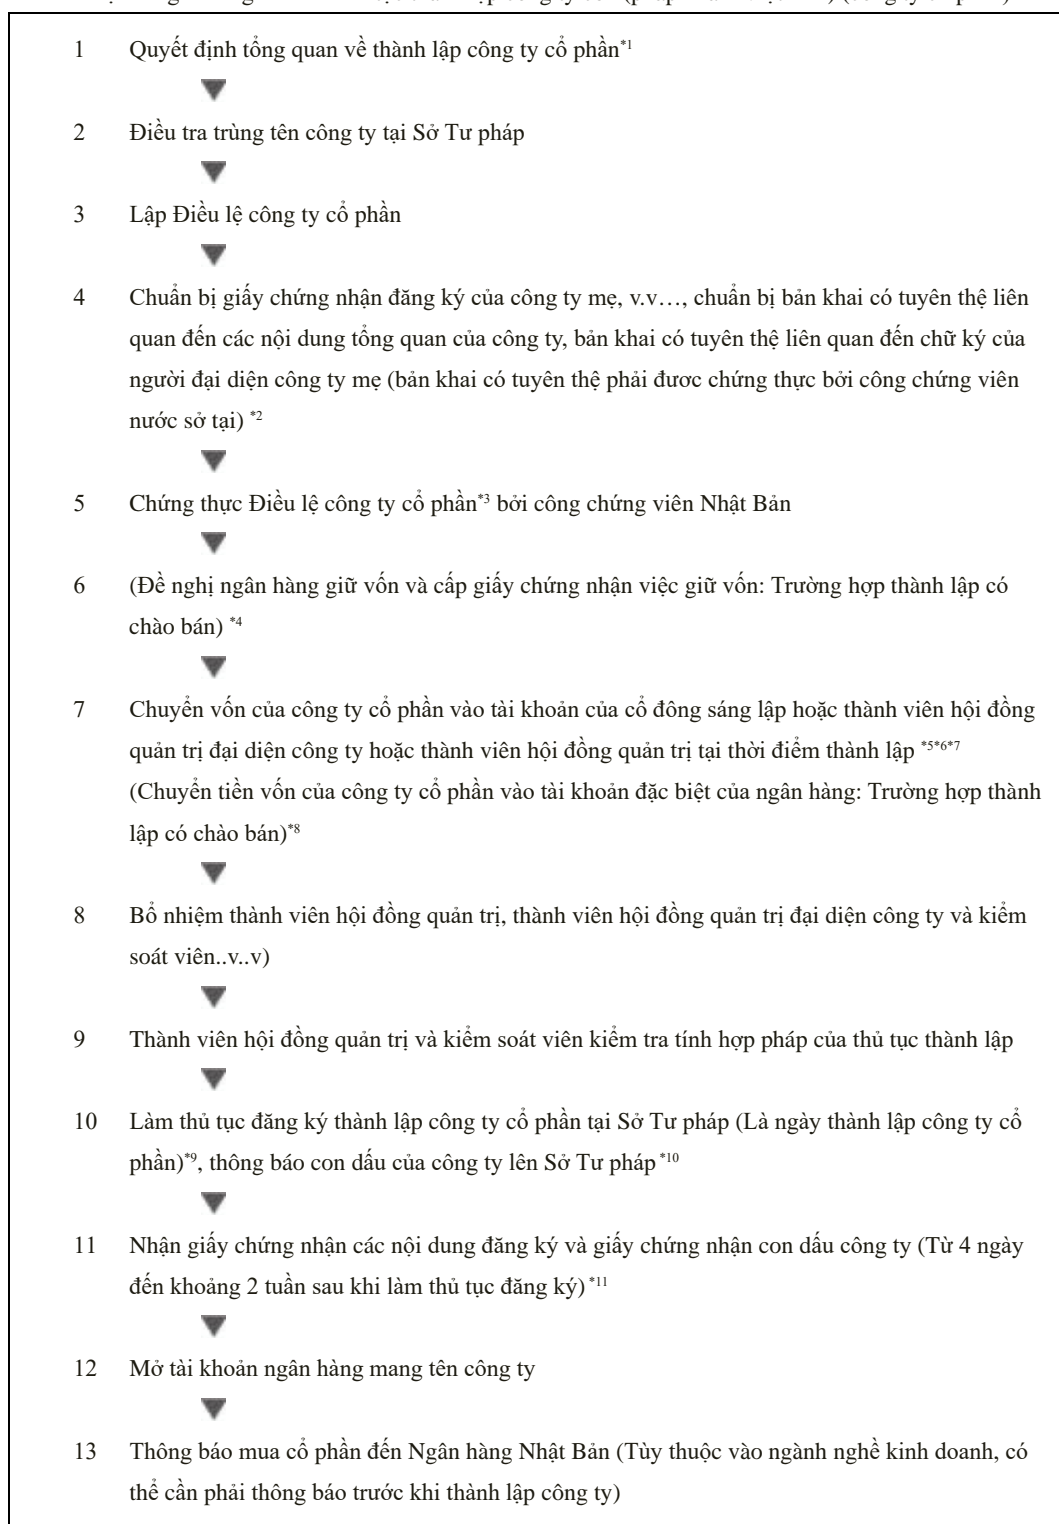 1 Quyết định tổng quan về thành lập công ty cổ phần*1
2 Điều tra trùng tên công ty tại Sở Tư pháp
3 Lập Điều lệ công ty cổ phần
4 Chuẩn bị giấy chứng nhận đăng ký của công ty mẹ, v.v…, chuẩn bị bản khai có tuyên thệ liên
quan đến các nội dung tổng quan của công ty, bản khai có tuyên thệ liên quan đến chữ ký của
người đại diện công ty mẹ (bản khai có tuyên thệ phải đươc chứng thực bởi công chứng viên
nước sở tại) *2
5 Chứng thực Điều lệ công ty cổ phần*3 bởi công chứng viên Nhật Bản
6 (Đề nghị ngân hàng giữ vốn và cấp giấy chứng nhận việc giữ vốn: Trường hợp thành lập có
chào bán) *4
7 Chuyển vốn của công ty cổ phần vào tài khoản của cổ đông sáng lập hoặc thành viên hội đồng
quản trị đại diện công ty hoặc thành viên hội đồng quản trị tại thời điểm thành lập *5*6*7
(Chuyển tiền vốn của công ty cổ phần vào tài khoản đặc biệt của ngân hàng: Trường hợp thành
lập có chào bán)*8
8 Bổ nhiệm thành viên hội đồng quản trị, thành viên hội đồng quản trị đại diện công ty và kiểm
soát viên..v..v)
9 Thành viên hội đồng quản trị và kiểm soát viên kiểm tra tính hợp pháp của thủ tục thành lập
10 Làm thủ tục đăng ký thành lập công ty cổ phần tại Sở Tư pháp (Là ngày thành lập công ty cổ
phần)*9, thông báo con dấu của công ty lên Sở Tư pháp *10
11 Nhận giấy chứng nhận các nội dung đăng ký và giấy chứng nhận con dấu công ty (Từ 4 ngày
đến khoảng 2 tuần sau khi làm thủ tục đăng ký) *11
12 Mở tài khoản ngân hàng mang tên công ty
13 Thông báo mua cổ phần đến Ngân hàng Nhật Bản (Tùy thuộc vào ngành nghề kinh doanh, có
thể cần phải thông báo trước khi thành lập công ty)